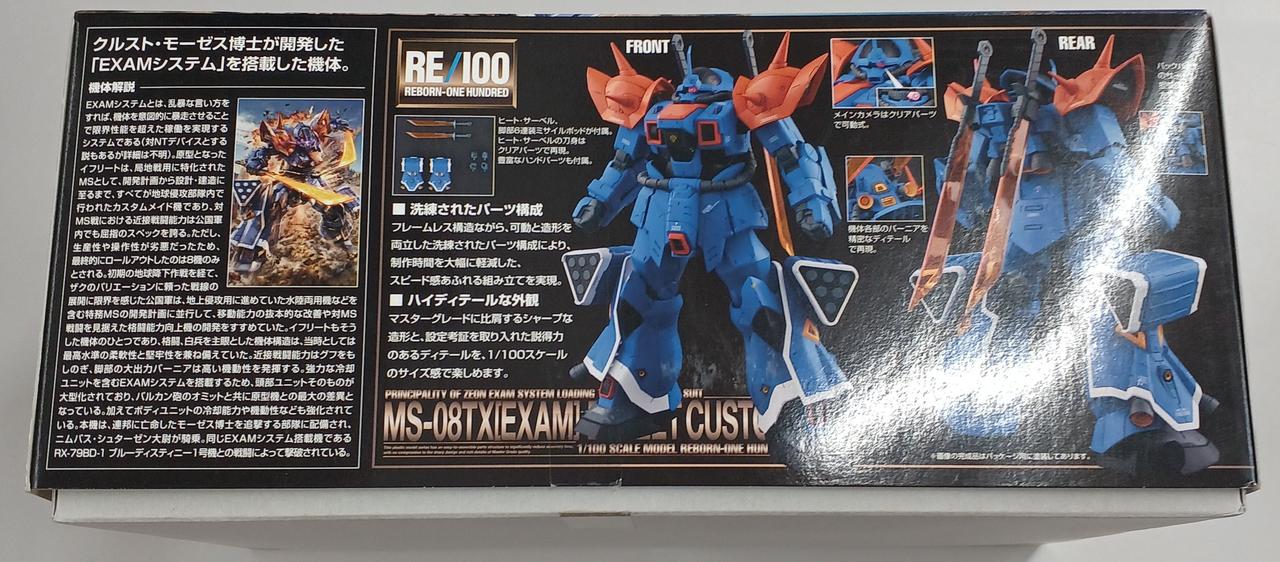 クルスト・モーゼス博士が開発した
「EXAMシステム」を搭載した機体。
機体解説
EXAMシステムとは、乱暴な言い方を
すれば、機体を意図的に暴走させること
で限界性能を超えた稼働を実現する
システムである(対NTデバイスとする
説もあるが詳細は不明)。原型となった
イフリートは、局地戦用に特化された
MSとして、開発計画から設計・建造に
至るまで、すべてが地球侵攻部隊内で
行われたカスタムメイド機であり、対
MS戦における近接戦闘能力は公国軍
内でも屈指のスペックを誇る。ただし、
生産性や操作性が劣悪だったため、
最終的にロールアウトしたのは8機のみ
とされる。初期の地球降下作戦を経て、
ザクのバリエーションに頼った戦線の
展開に限界を感じた公国軍は、地上侵攻用に進めていた水陸両用機などを
含む特務MSの開発計画に並行して、移動能力の抜本的な改善や対MS
戦闘を見据えた格闘能力向上機の開発をすすめていた。イフリートもそう
した機体のひとつであり、格闘、白兵を主眼とした機体構造は、当時としては
最高水準の柔軟性と堅牢性を兼ね備えていた。近接戦闘能力はグフをも
しのぎ、脚部の大出力バーニアは高い機動性を発揮する。強力な冷却
ユニットを含むEXAMシステムを搭載するため、頭部ユニットそのものが
大型化されており、バルカン砲のオミットと共に原型機との最大の差異と
なっている。加えてボディユニットの冷却能力や機動性なども強化されて
いる。本機は、連邦に亡命したモーゼス博士を追撃する部隊に配備され、
ニムバス・シュターゼン大尉が騎乗。同じEXAMシステム搭載機である
RX-79BD-1 ブルーディスティニー1号機との戦闘によって撃破されている。
RE/100
REBORN-ONE HUNDRED
ヒート・サーベル、
脚部6連装ミサイルポッドが付属。
ヒート・サーベルの刀身は
クリアパーツで再現。
豊富なハンドパーツも付属。
■ 洗練されたパーツ構成
フレームレス構造ながら、可動と造形を
両立した洗練されたパーツ構成により、
制作時間を大幅に軽減した、
スピード感あふれる組み立てを実現。
■ ハイディテールな外観
マスターグレードに比肩するシャープな
造形と、設定考証を取り入れた説得力
のあるディテールを、1/100スケール
のサイズ感で楽しめます。
FRONT
メインカメラはクリアパーツ
で可動式。
機体各部のバーニアを
精密なディテール
で再現。
REAR
PRINCIPALITY OF ZEON EXAM SYSTEM LOADING SUIT
MS-08TX[EXAM] CUSTO
1/100 SCALE MODEL REBORN-ONE HUN
※画像の完成品はパッケージ用に塗装してあります。